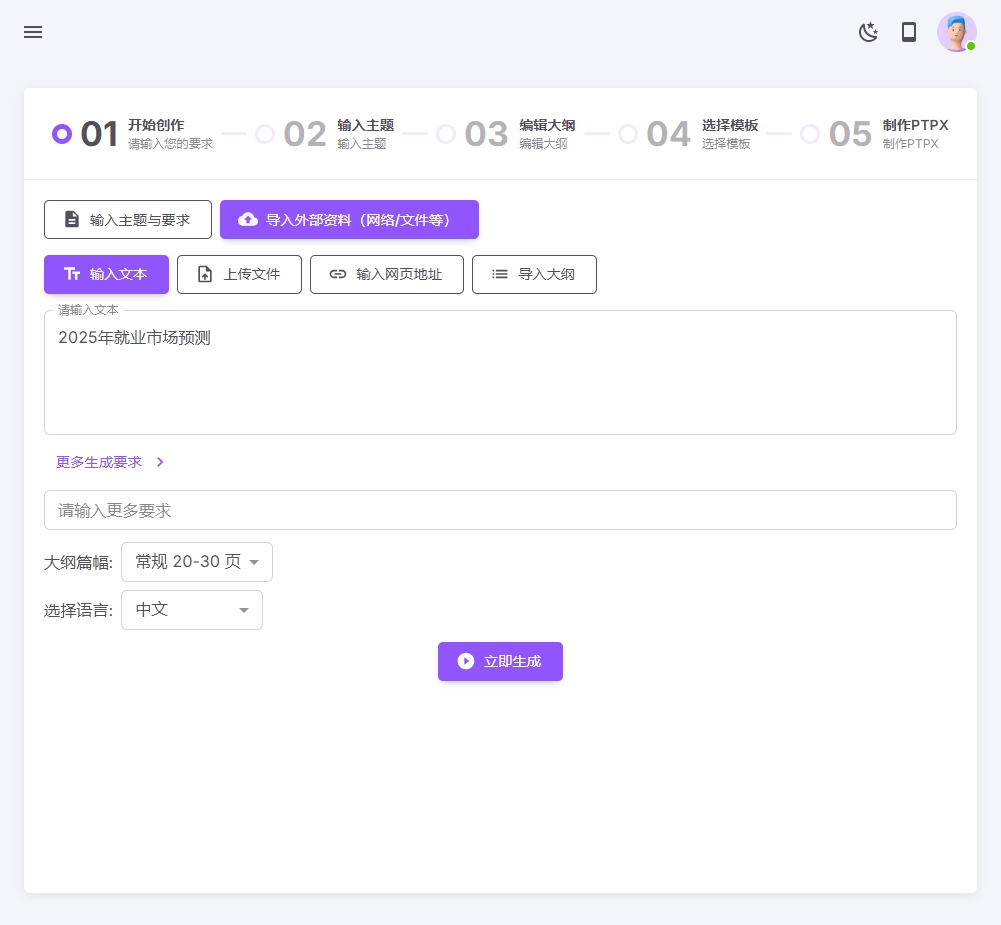 01 开始创作 请输入您的要求
02 输入主题 输入主题
03 编辑大纲 编辑大纲
04 选择模板 选择模板
05 制作PTPX 制作PTPX
输入主题与要求 导入外部资料（网络/文件等）
输入文本 上传文件 输入网页地址 导入大纲
请输入文本
2025年就业市场预测
更多生成要求
请输入更多要求
大纲篇幅: 常规 20-30 页
选择语言: 中文
立即生成